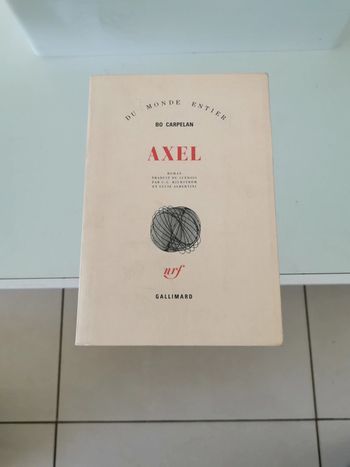 DU MONDE ENTIER
BO CARPELAN
AXEL
ROMAN
TRADUIT DU SUÉDOIS
PAR C.G. BJURSTRÖM
ET LUCIE ALBERTINI
nrf
GALLIMARD